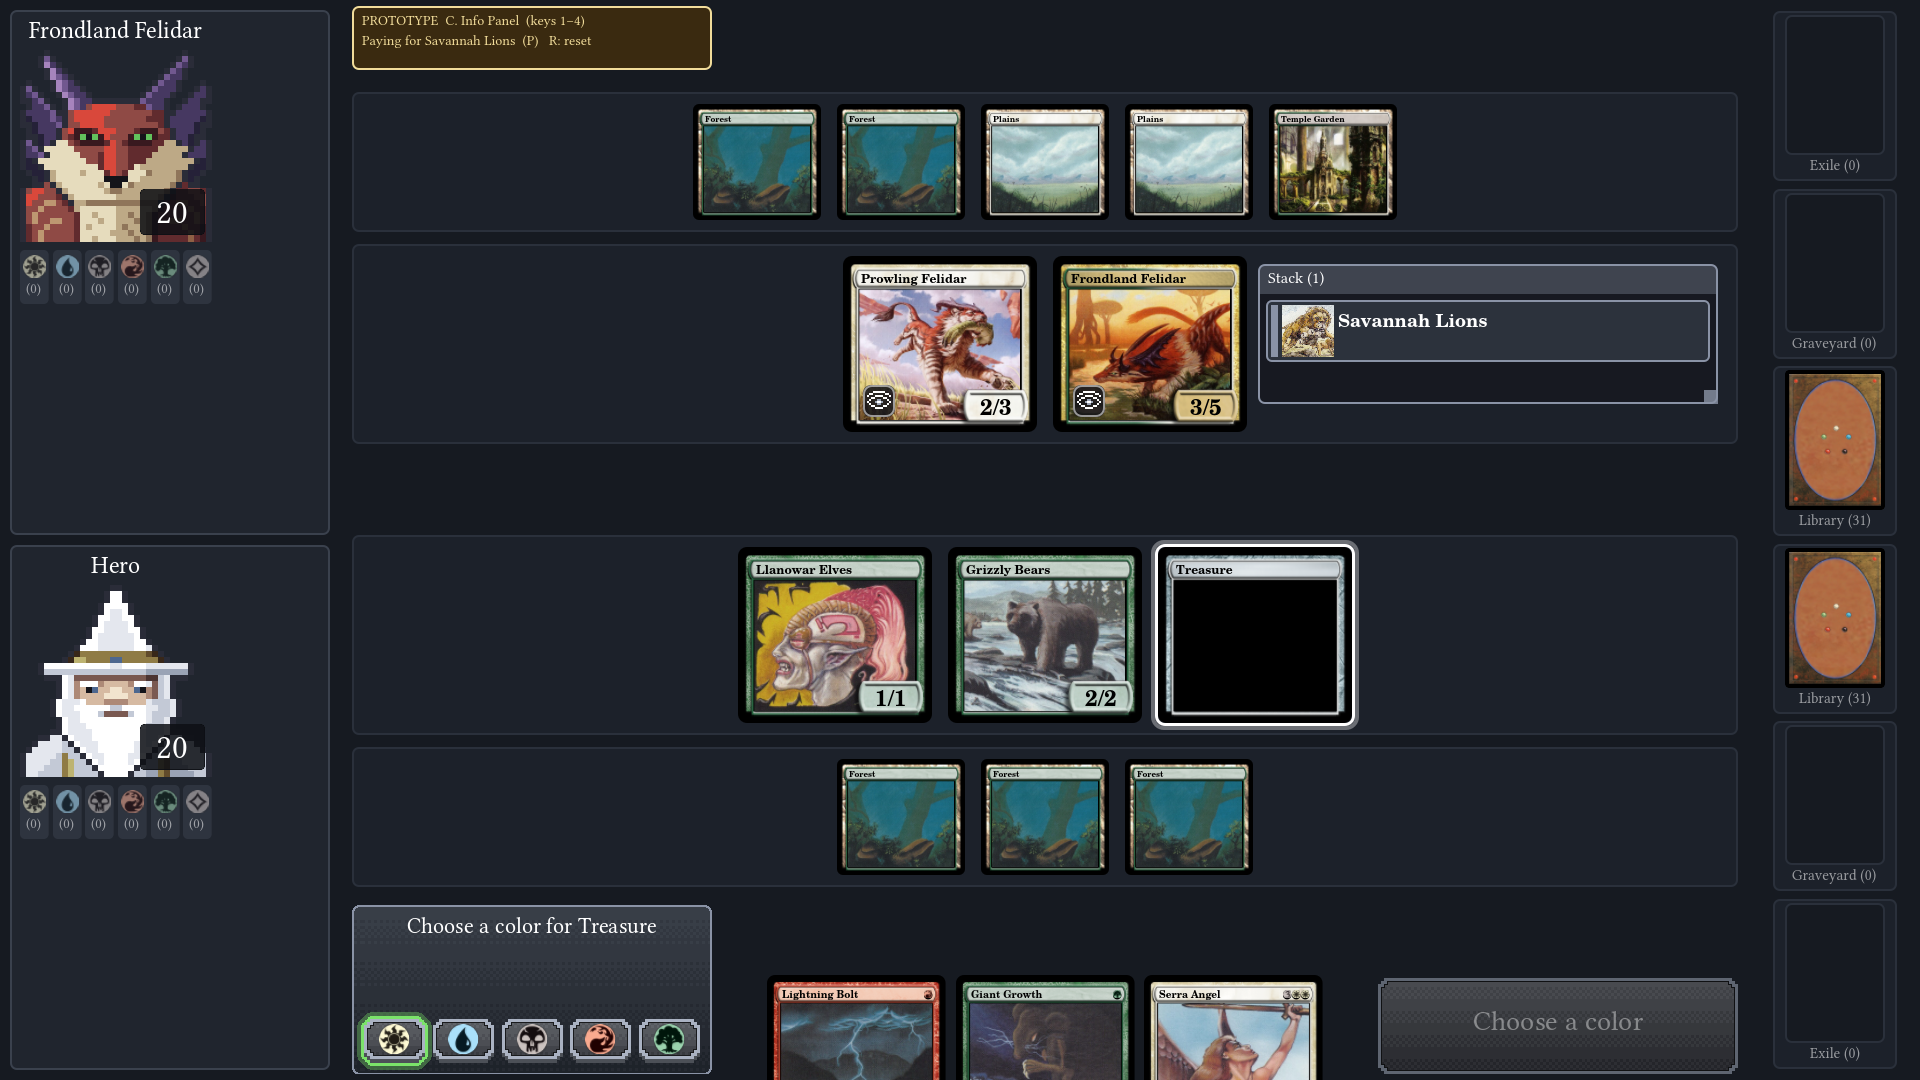 Frondland Felidar
20
(0) (0) (0) (0) (0) (0)
PROTOTYPE C. Info Panel (keys 1–4)
Paying for Savannah Lions (P) R: reset
Forest
Forest
Plains
Plains
Temple Garden
Prowling Felidar
2/3
Frondland Felidar
3/5
Stack (1)
Savannah Lions
Exile (0)
Graveyard (0)
Library (31)
Hero
20
(0) (0) (0) (0) (0) (0)
Llanowar Elves
1/1
Grizzly Bears
2/2
Treasure
Forest
Forest
Forest
Choose a color for Treasure
Lightning Bolt
Giant Growth
Serra Angel
3
Choose a color
Library (31)
Graveyard (0)
Exile (0)